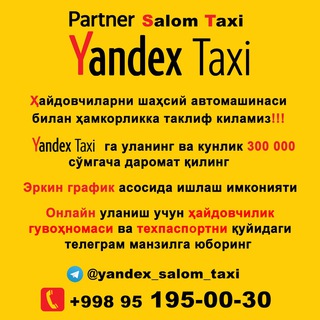 Partner Salom Taxi
Yandex Taxi
Ҳайдовчиларни шаҳсий автомашинаси
билан ҳамкорликка таклиф киламиз!!!
Yandex Taxi га уланинг ва кунлик 300 000
сўмгача даромат қилинг
Эркин график асосида ишлаш имконияти
Онлайн уланиш учун ҳайдовчилик
гувоҳномаси ва техпаспортни қуйидаги
телеграм манзилга юборинг
@yandex_salom_taxi
+998 95 195-00-30